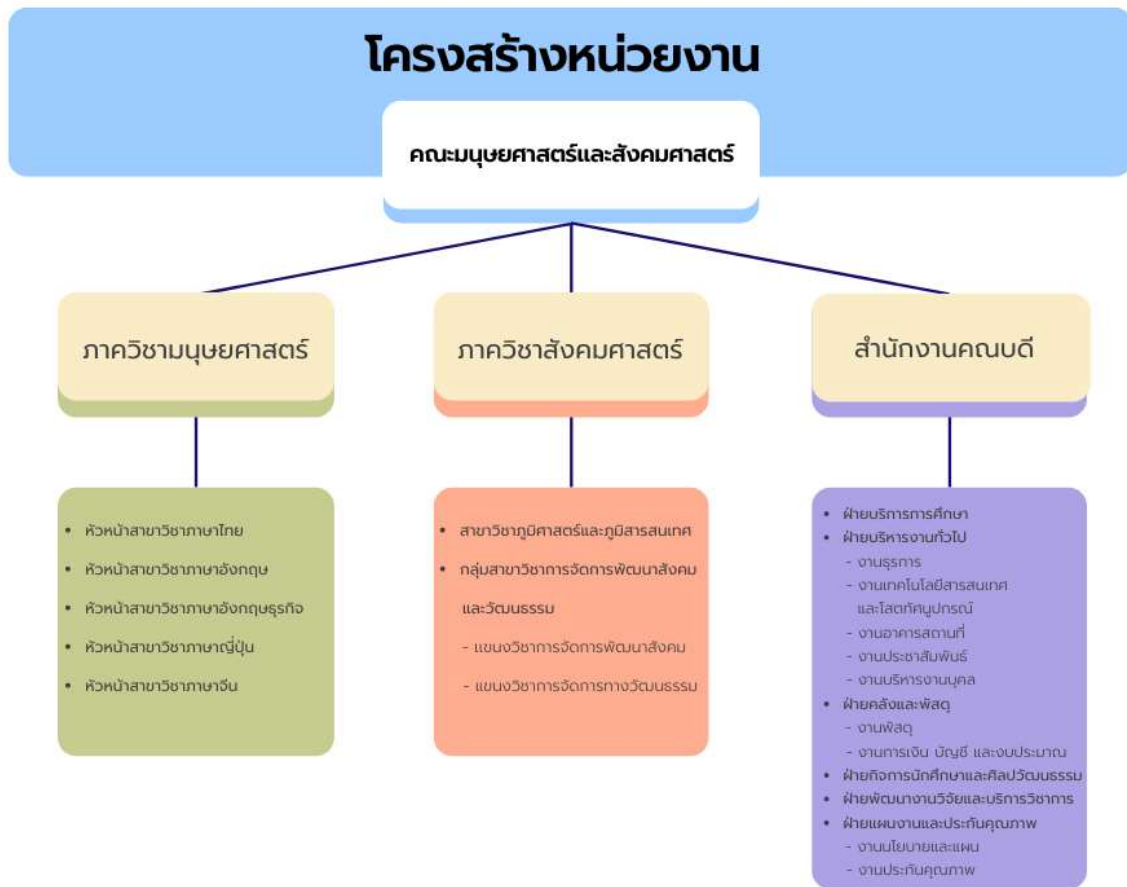 โครงสร้างหน่วยงาน
คณะมนุษยศาสตร์และสังคมศาสตร์
ภาควิชามนุษยศาสตร์
• หัวหน้าสาขาวิชาภาษาไทย
• หัวหน้าสาขาวิชาภาษาอังกฤษ
• หัวหน้าสาขาวิชาภาษาอังกฤษธุรกิจ
• หัวหน้าสาขาวิชาภาษาญี่ปุ่น
• หัวหน้าสาขาวิชาภาษาจีน
ภาควิชาสังคมศาสตร์
• สาขาวิชาภูมิศาสตร์และภูมิสารสนเทศ
• กลุ่มสาขาวิชาการจัดการพัฒนาสังคม
และวัฒนธรรม
- แขนงวิชาการจัดการพัฒนาสังคม
- แขนงวิชาการจัดการทางวัฒนธรรม
สำนักงานคณบดี
• ฝ่ายบริการการศึกษา
• ฝ่ายบริหารงานทั่วไป
- งานธุรการ
- งานเทคโนโลยีสารสนเทศ
และโสตทัศนูปกรณ์
- งานอาคารสถานที่
- งานประชาสัมพันธ์
- งานบริหารงานบุคล
• ฝ่ายคลังและพัสดุ
- งานพัสดุ
- งานการเงิน บัญชี และงบประมาณ
• ฝ่ายกิจการนักศึกษาและศิลปวัฒนธรรม
• ฝ่ายพัฒนางานวิจัยและบริการวิชาการ
• ฝ่ายแผนงานและประกันคุณภาพ
- งานนโยบายและแผน
- งานประกันคุณภาพ